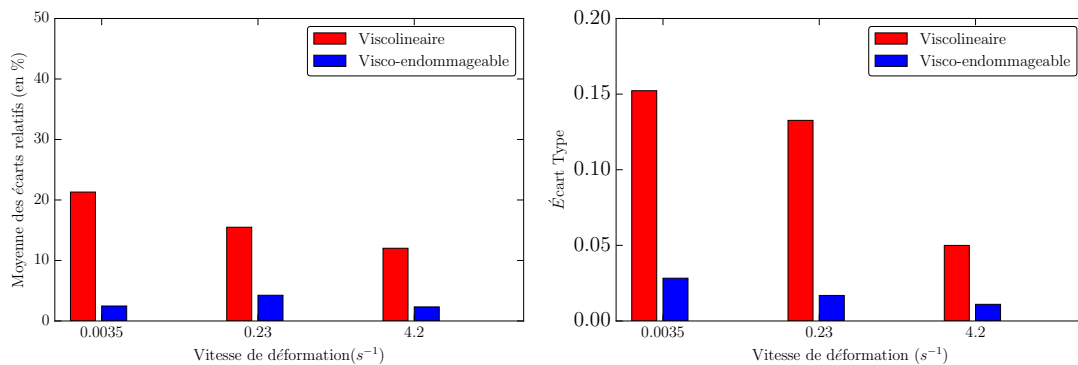 50
40
30
20
10
0
Moyenne des écarts relatifs (en %)
Viscolineaire
Visco-endommageable
0.0035
0.23
4.2
Vitesse de déformation(s⁻¹)
0.20
0.15
0.10
0.05
0.00
Écart Type
Viscolineaire
Visco-endommageable
0.0035
0.23
4.2
Vitesse de déformation (s⁻¹)